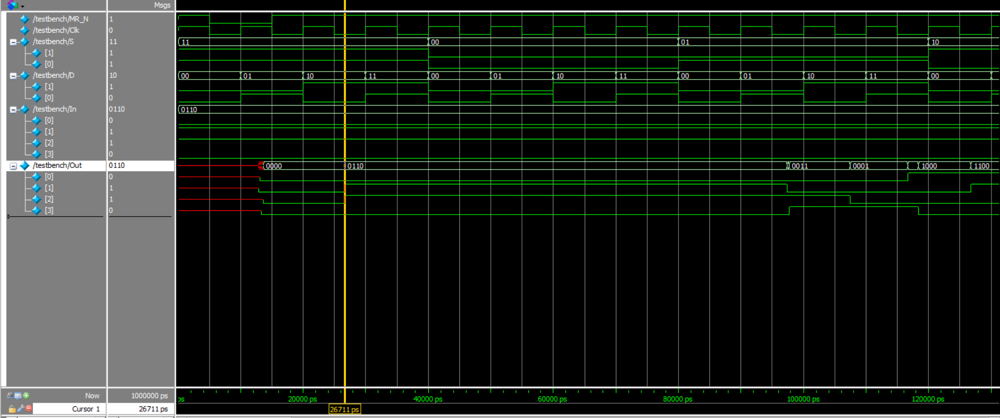 Msgs
/testbench/MR_N 1
/testbench/Clk 0
/testbench/S 11 11 00 01 10
[1] 1
[0] 1
/testbench/D 10 00 01 10 11 00 01 10 11 00 01 10 11 00
[1] 1
[0] 0
/testbench/In 0110 0110
[0] 0
[1] 1
[2] 1
[3] 0
/testbench/Out 0110 0000 0110 0011 0001 1000 1100
[0] 0
[1] 1
[2] 1
[3] 0
Now 1000000 ps ps 20000 ps 40000 ps 60000 ps 80000 ps 100000 ps 120000 ps
Cursor 1 26711 ps 26711 ps